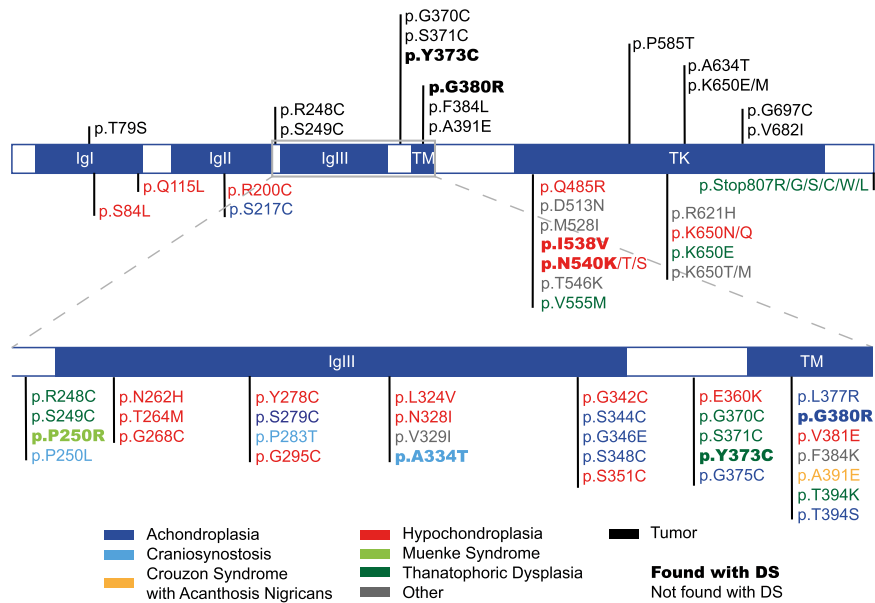 p.G370C
p.S371C
p.Y373C
p.G380R
p.F384L
p.A391E
p.P585T
p.A634T
p.K650E/M
p.G697C
p.V682I
p.R248C
p.S249C
p.T79S
IgI
IgII
IgIII
TM
TK
p.Q115L
p.S84L
p.R200C
p.S217C
p.Q485R
p.D513N
p.M528I
p.I538V
p.N540K/T/S
p.T546K
p.V555M
p.Stop807R/G/S/C/W/L
p.R621H
p.K650N/Q
p.K650E
p.K650T/M
IgIII
TM
p.R248C
p.S249C
p.P250R
p.P250L
p.N262H
p.T264M
p.G268C
p.Y278C
p.S279C
p.P283T
p.G295C
p.L324V
p.N328I
p.V329I
p.A334T
p.G342C
p.S344C
p.G346E
p.S348C
p.S351C
p.E360K
p.G370C
p.S371C
p.Y373C
p.G375C
p.L377R
p.G380R
p.V381E
p.F384K
p.A391E
p.T394K
p.T394S
Achondroplasia
Craniosynostosis
Crouzon Syndrome
with Acanthosis Nigricans
Hypochondroplasia
Muenke Syndrome
Thanatophoric Dysplasia
Other
Tumor
Found with DS
Not found with DS